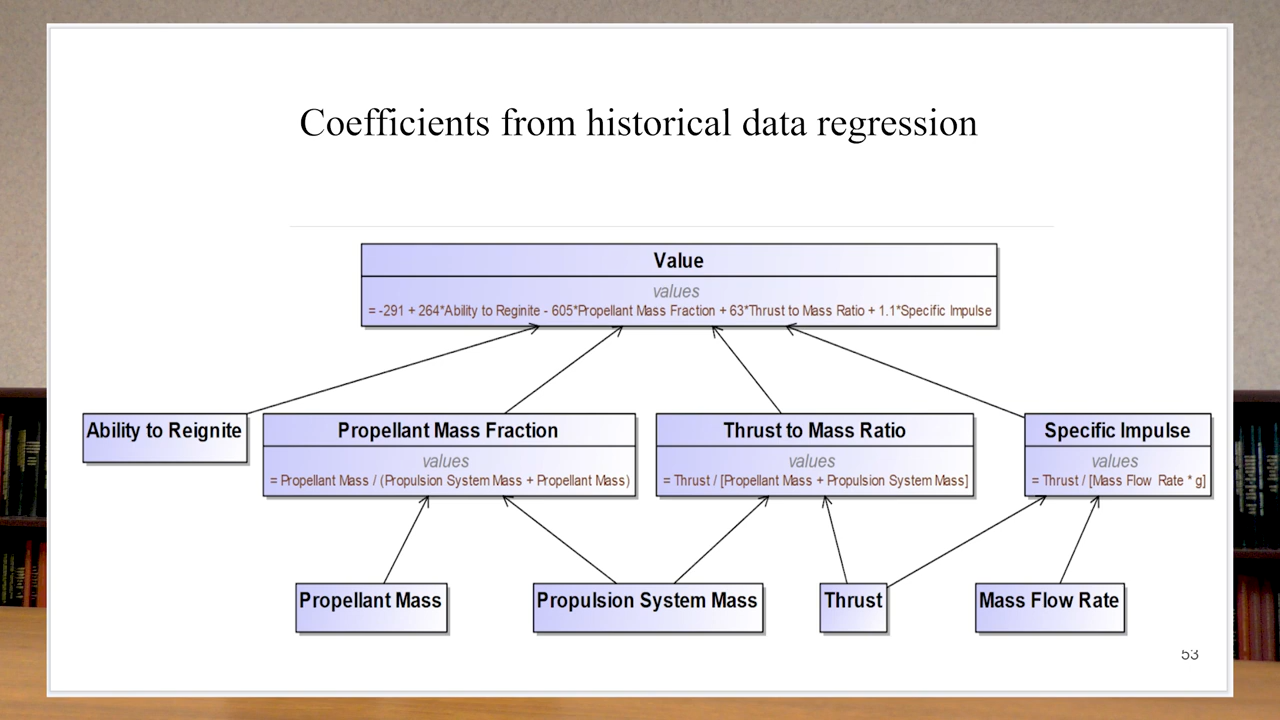 Coefficients from historical data regression
Value
values
= -291 + 264*Ability to Reginite - 605*Propellant Mass Fraction + 63*Thrust to Mass Ratio + 1.1*Specific Impulse
Ability to Reignite
Propellant Mass Fraction
values
= Propellant Mass / (Propulsion System Mass + Propellant Mass)
Thrust to Mass Ratio
values
= Thrust / [Propellant Mass + Propulsion System Mass]
Specific Impulse
values
= Thrust / [Mass Flow Rate * g]
Propellant Mass
Propulsion System Mass
Thrust
Mass Flow Rate
53